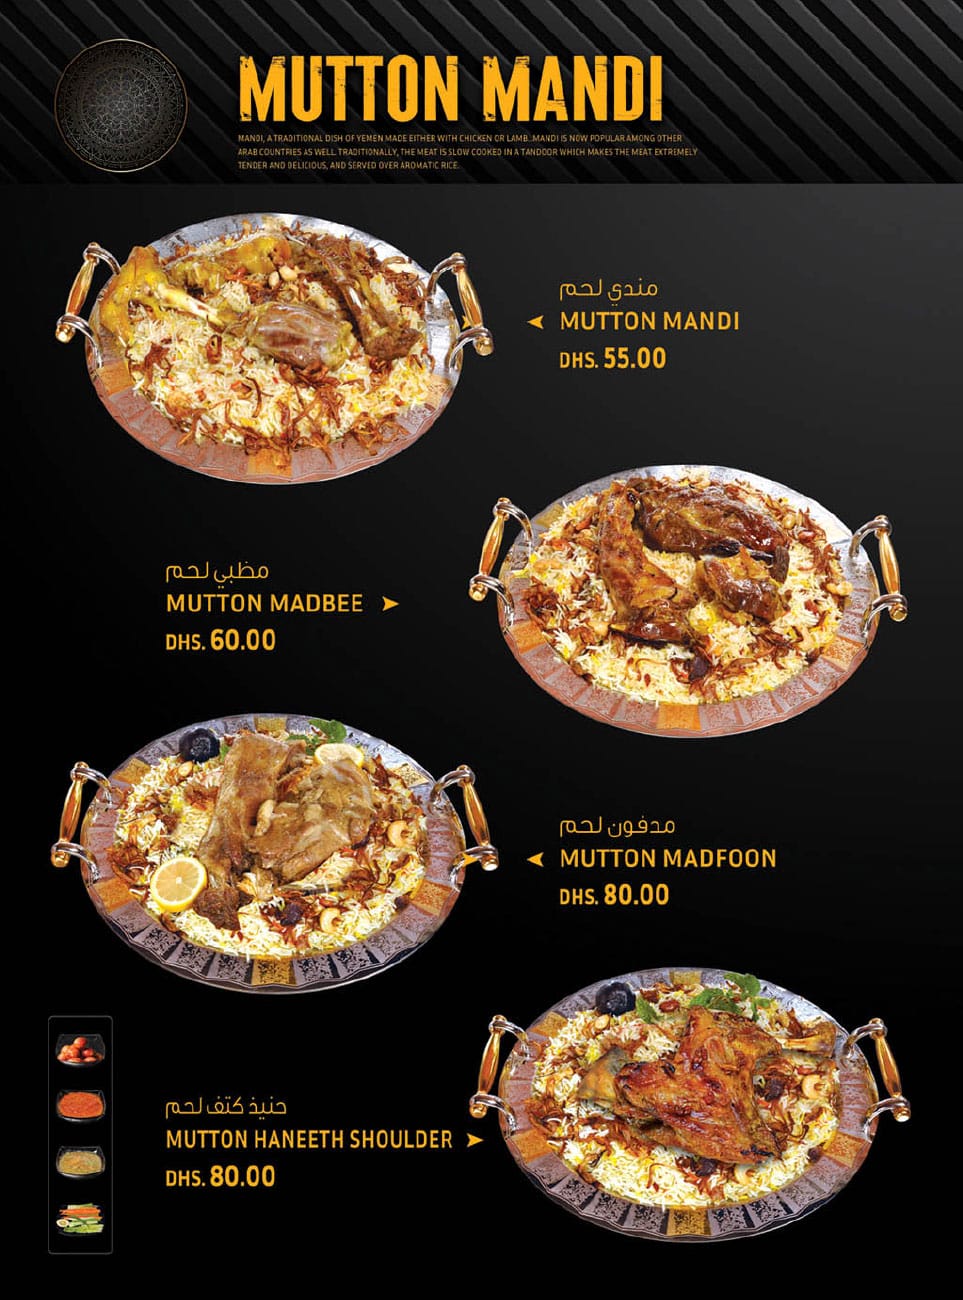 MUTTON MANDI
MANDI, A TRADITIONAL DISH OF YEMEN MADE EITHER WITH CHICKEN OR LAMB. MANDI IS NOW POPULAR AMONG OTHER
ARAB COUNTRIES AS WELL. TRADITIONALLY, THE MEAT IS SLOW COOKED IN A TANDOOR WHICH MAKES THE MEAT EXTREMELY
TENDER AND DELICIOUS, AND SERVED OVER AROMATIC RICE.
مندي لحم
MUTTON MANDI
DHS. 55.00
مظبي لحم
MUTTON MADBEE
DHS. 60.00
مدفون لحم
MUTTON MADFOON
DHS. 80.00
حنيذ كتف لحم
MUTTON HANEETH SHOULDER
DHS. 80.00